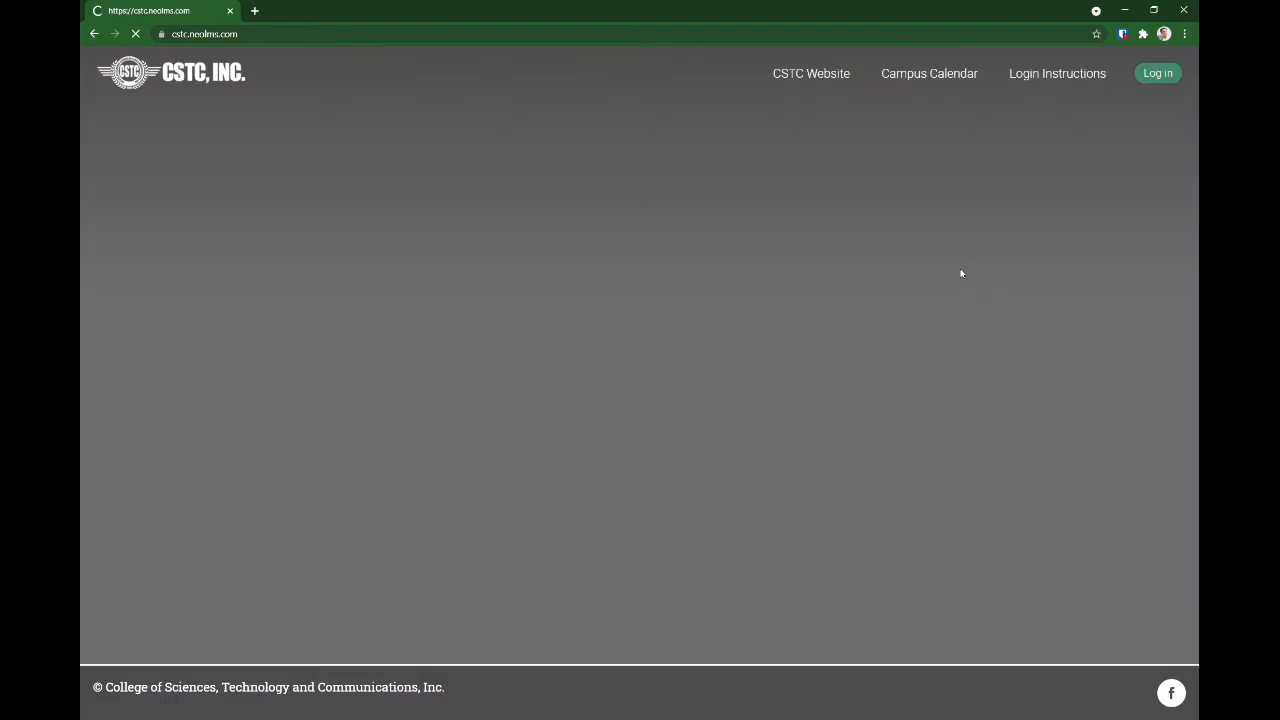 https://cstc.neolms.com
cstc.neolms.com
CSTC
CSTC, INC.
CSTC Website
Campus Calendar
Login Instructions
Log in
© College of Sciences, Technology and Communications, Inc.
f